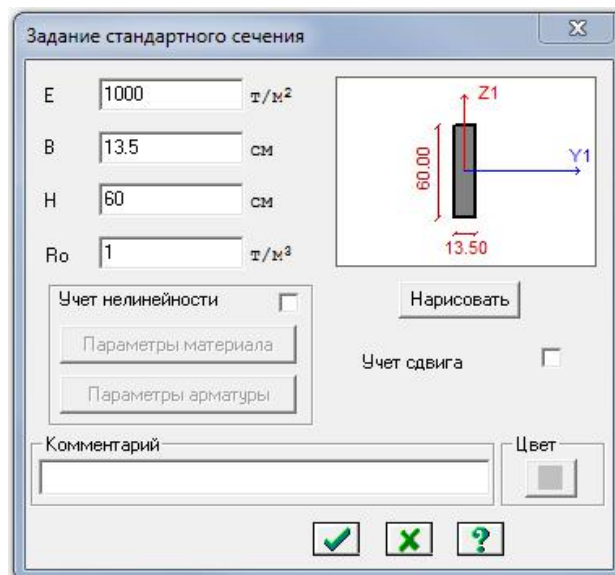 Задание стандартного сечения
E 1000 т/м²
B 13.5 см
H 60 см
Ro 1 т/м³
Z1
Y1
60.00
13.50
Учет нелинейности
Параметры материала
Параметры арматуры
Нарисовать
Учет сдвига
Комментарий
Цвет
?